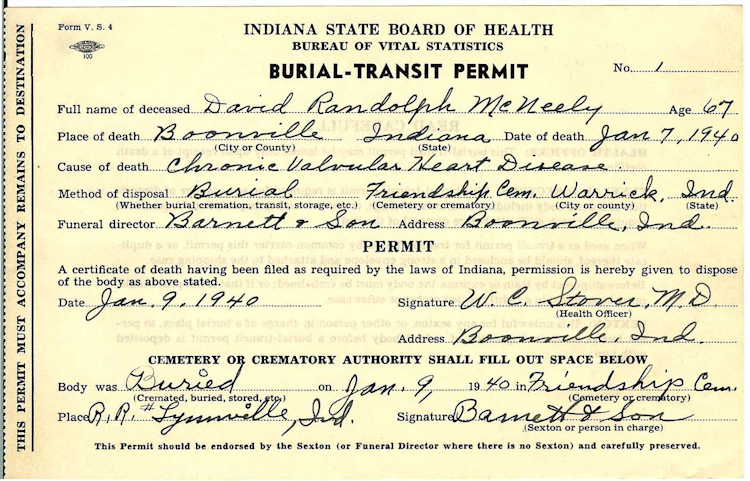 Form V. S. 4
100
INDIANA STATE BOARD OF HEALTH
BUREAU OF VITAL STATISTICS
BURIAL-TRANSIT PERMIT
No. 1
Full name of deceased David Randolph McNeely Age 67
Place of death Boonville Indiana Date of death Jan 7, 1940
(City or County) (State)
Cause of death Chronic Valvular Heart Disease
Method of disposal Burial Friendship Cem. Warrick, Ind.
(Whether burial cremation, transit, storage, etc.) (Cemetery or crematory) (City or county) (State)
Funeral director Barnett & Son Address Boonville, Ind.
PERMIT
A certificate of death having been filed as required by the laws of Indiana, permission is hereby given to dispose
of the body as above stated.
Date Jan. 9, 1940 Signature W. C. Stover, M.D.
(Health Officer)
Address Boonville, Ind.
CEMETERY OR CREMATORY AUTHORITY SHALL FILL OUT SPACE BELOW
Body was Buried on Jan. 9, 1940 in Friendship Cem.
(Cremated, buried, stored, etc.) (Cemetery or crematory)
Place R.R.# Lynnville, Ind. Signature Barnett & Son
(Sexton or person in charge)
This Permit should be endorsed by the Sexton (or Funeral Director where there is no Sexton) and carefully preserved.
THIS PERMIT MUST ACCOMPANY REMAINS TO DESTINATION